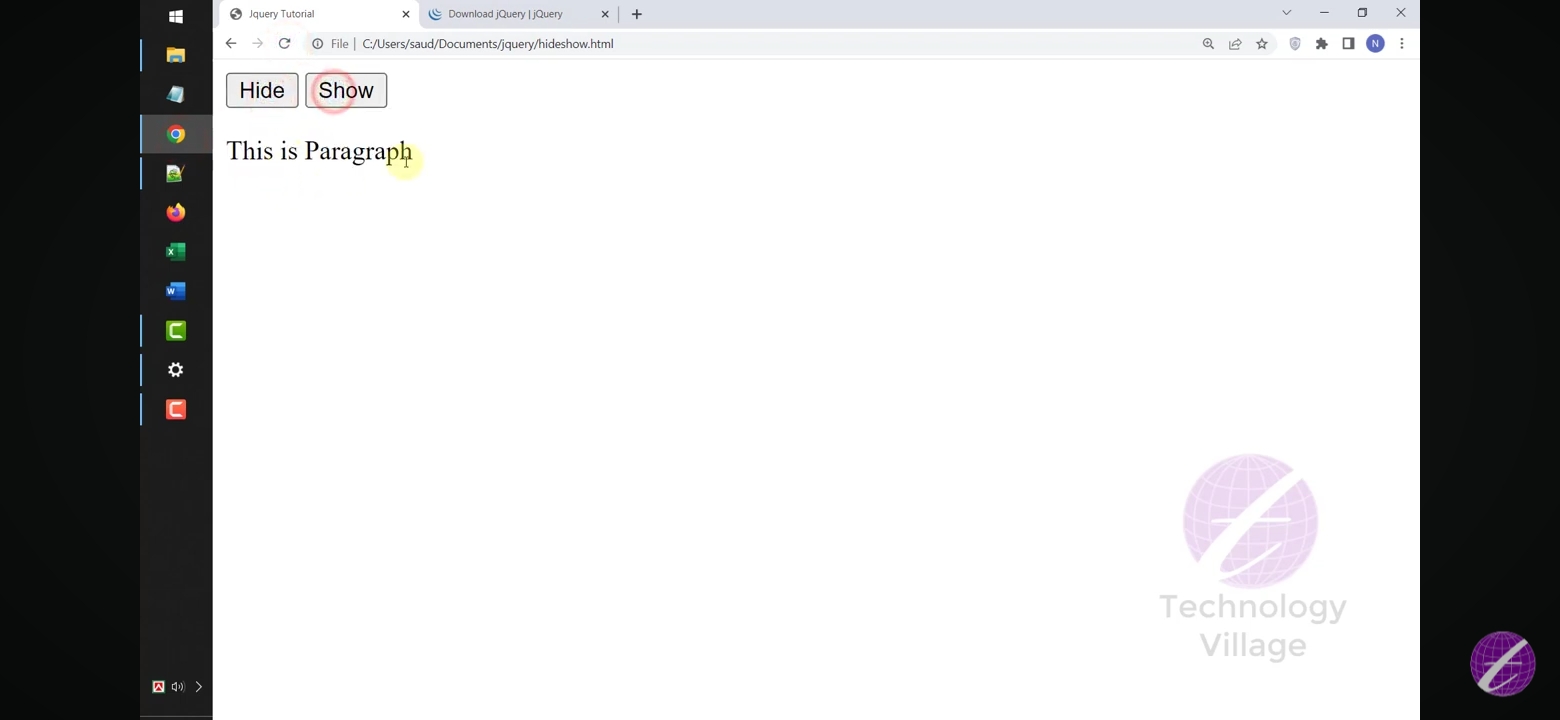 Jquery Tutorial
Download jQuery | jQuery
File
C:/Users/saud/Documents/jquery/hideshow.html
N
Hide Show
This is Paragraph
Technology
Village